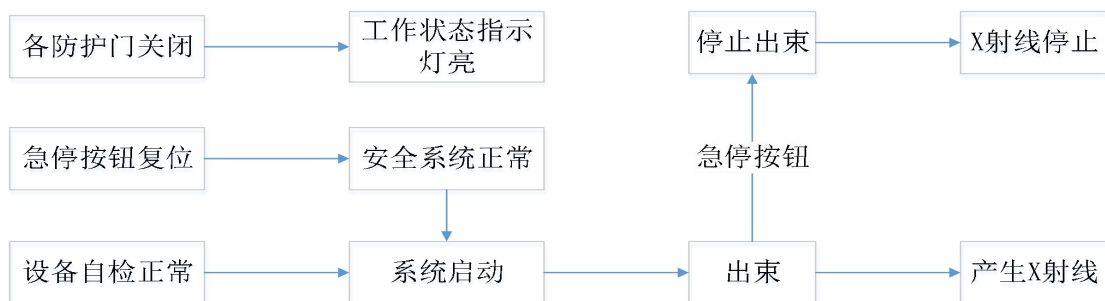 各防护门关闭
工作状态指示
灯亮
停止出束
X射线停止
急停按钮复位
安全系统正常
急停按钮
设备自检正常
系统启动
出束
产生X射线